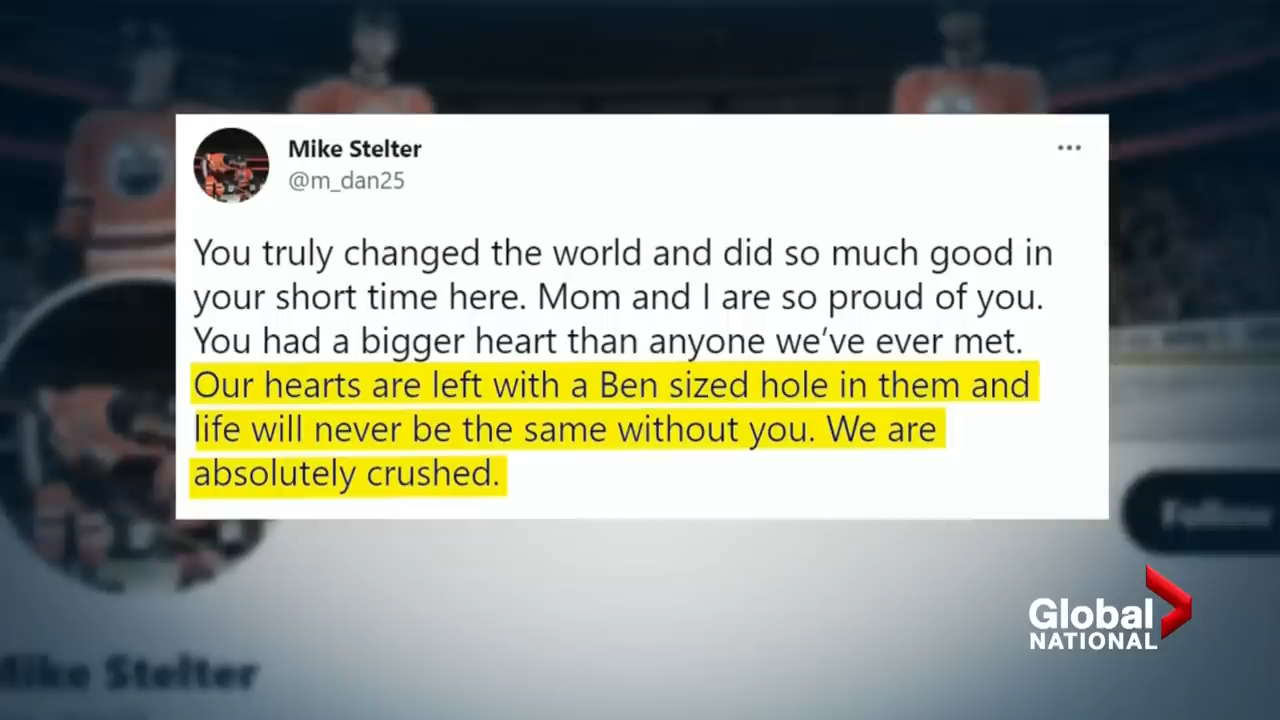 Mike Stelter
@m_dan25
You truly changed the world and did so much good in
your short time here. Mom and I are so proud of you.
You had a bigger heart than anyone we’ve ever met.
Our hearts are left with a Ben sized hole in them and
life will never be the same without you. We are
absolutely crushed.
Follow
Global
NATIONAL
Mike Stelter